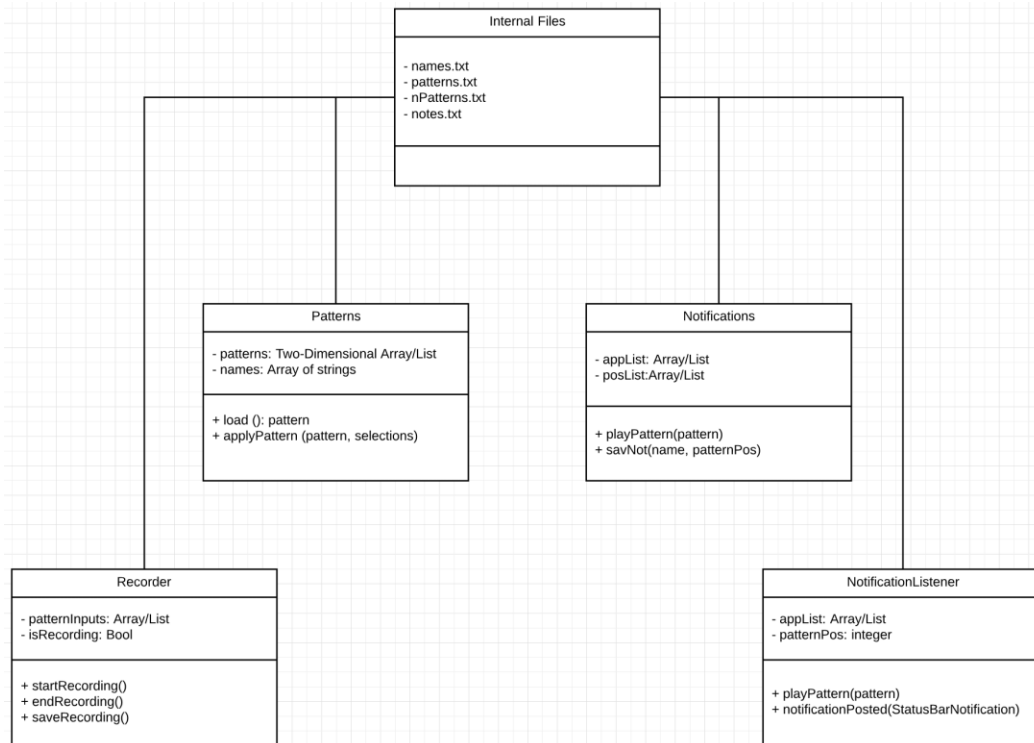 Internal Files
- names.txt
- patterns.txt
- nPatterns.txt
- notes.txt
Patterns
- patterns: Two-Dimensional Array/List
- names: Array of strings
+ load (): pattern
+ applyPattern (pattern, selections)
Notifications
- appList: Array/List
- posList:Array/List
+ playPattern(pattern)
+ savNot(name, patternPos)
Recorder
- patternInputs: Array/List
- isRecording: Bool
+ startRecording()
+ endRecording()
+ saveRecording()
NotificationListener
- appList: Array/List
- patternPos: integer
+ playPattern(pattern)
+ notificationPosted(StatusBarNotification)